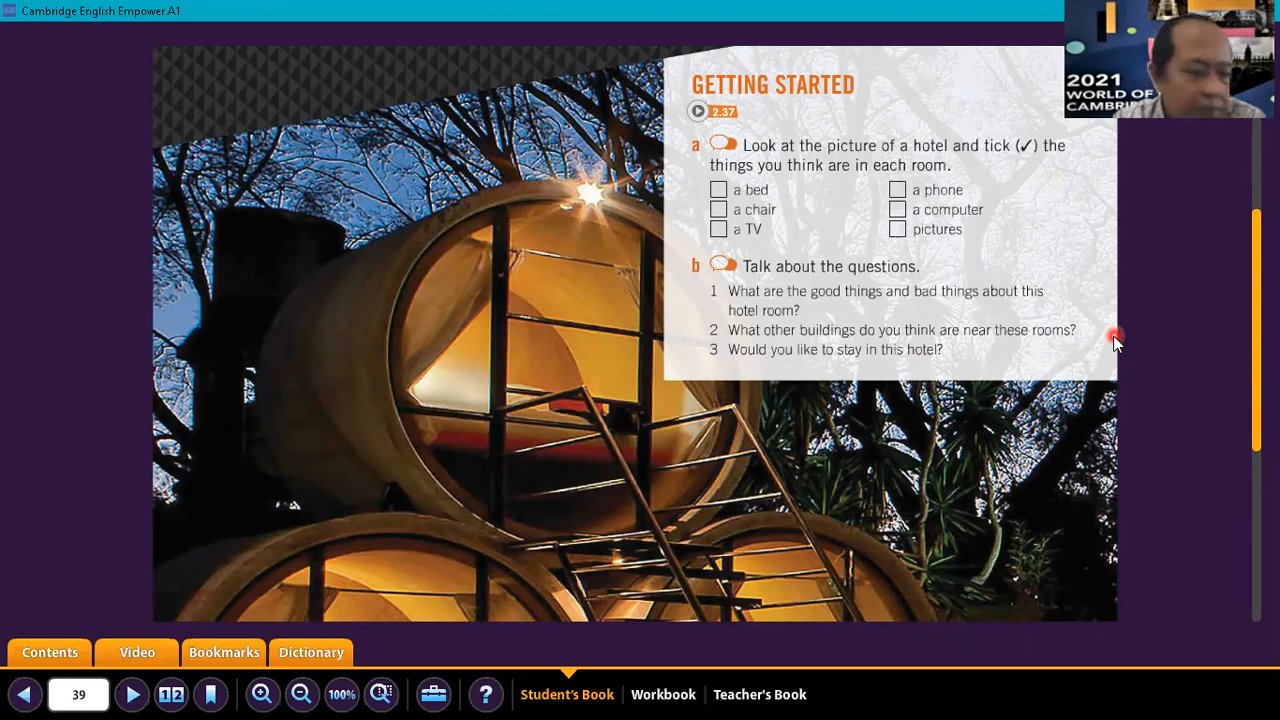 Cambridge English Empower A1
2021
WORLD OF
GETTING STARTED
2.37
a Look at the picture of a hotel and tick (✓) the
things you think are in each room.
a bed
a phone
a chair
a computer
a TV
pictures
b Talk about the questions.
1 What are the good things and bad things about this
hotel room?
2 What other buildings do you think are near these rooms?
3 Would you like to stay in this hotel?
Contents
Video
Bookmarks
Dictionary
39
12
100%
?
Student's Book
Workbook
Teacher's Book